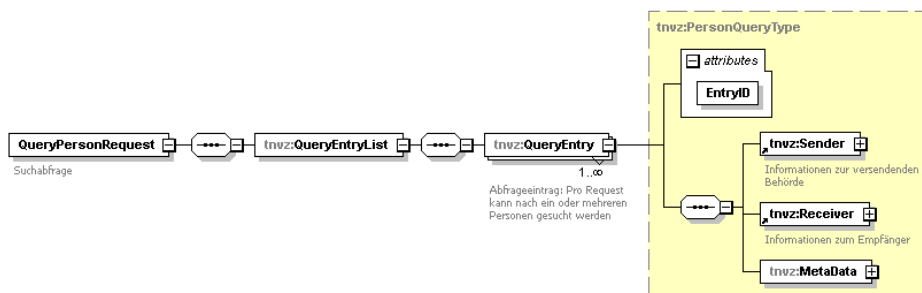 tnvz:PersonQueryType
attributes
EntryID
QueryPersonRequest
Suchabfrage
tnvz:QueryEntryList
tnvz:QueryEntry
1..∞
Abfrageeintrag: Pro Request
kann nach ein oder mehreren
Personen gesucht werden
tnvz:Sender
Informationen zur versendenden
Behörde
tnvz:Receiver
Informationen zum Empfänger
tnvz:MetaData